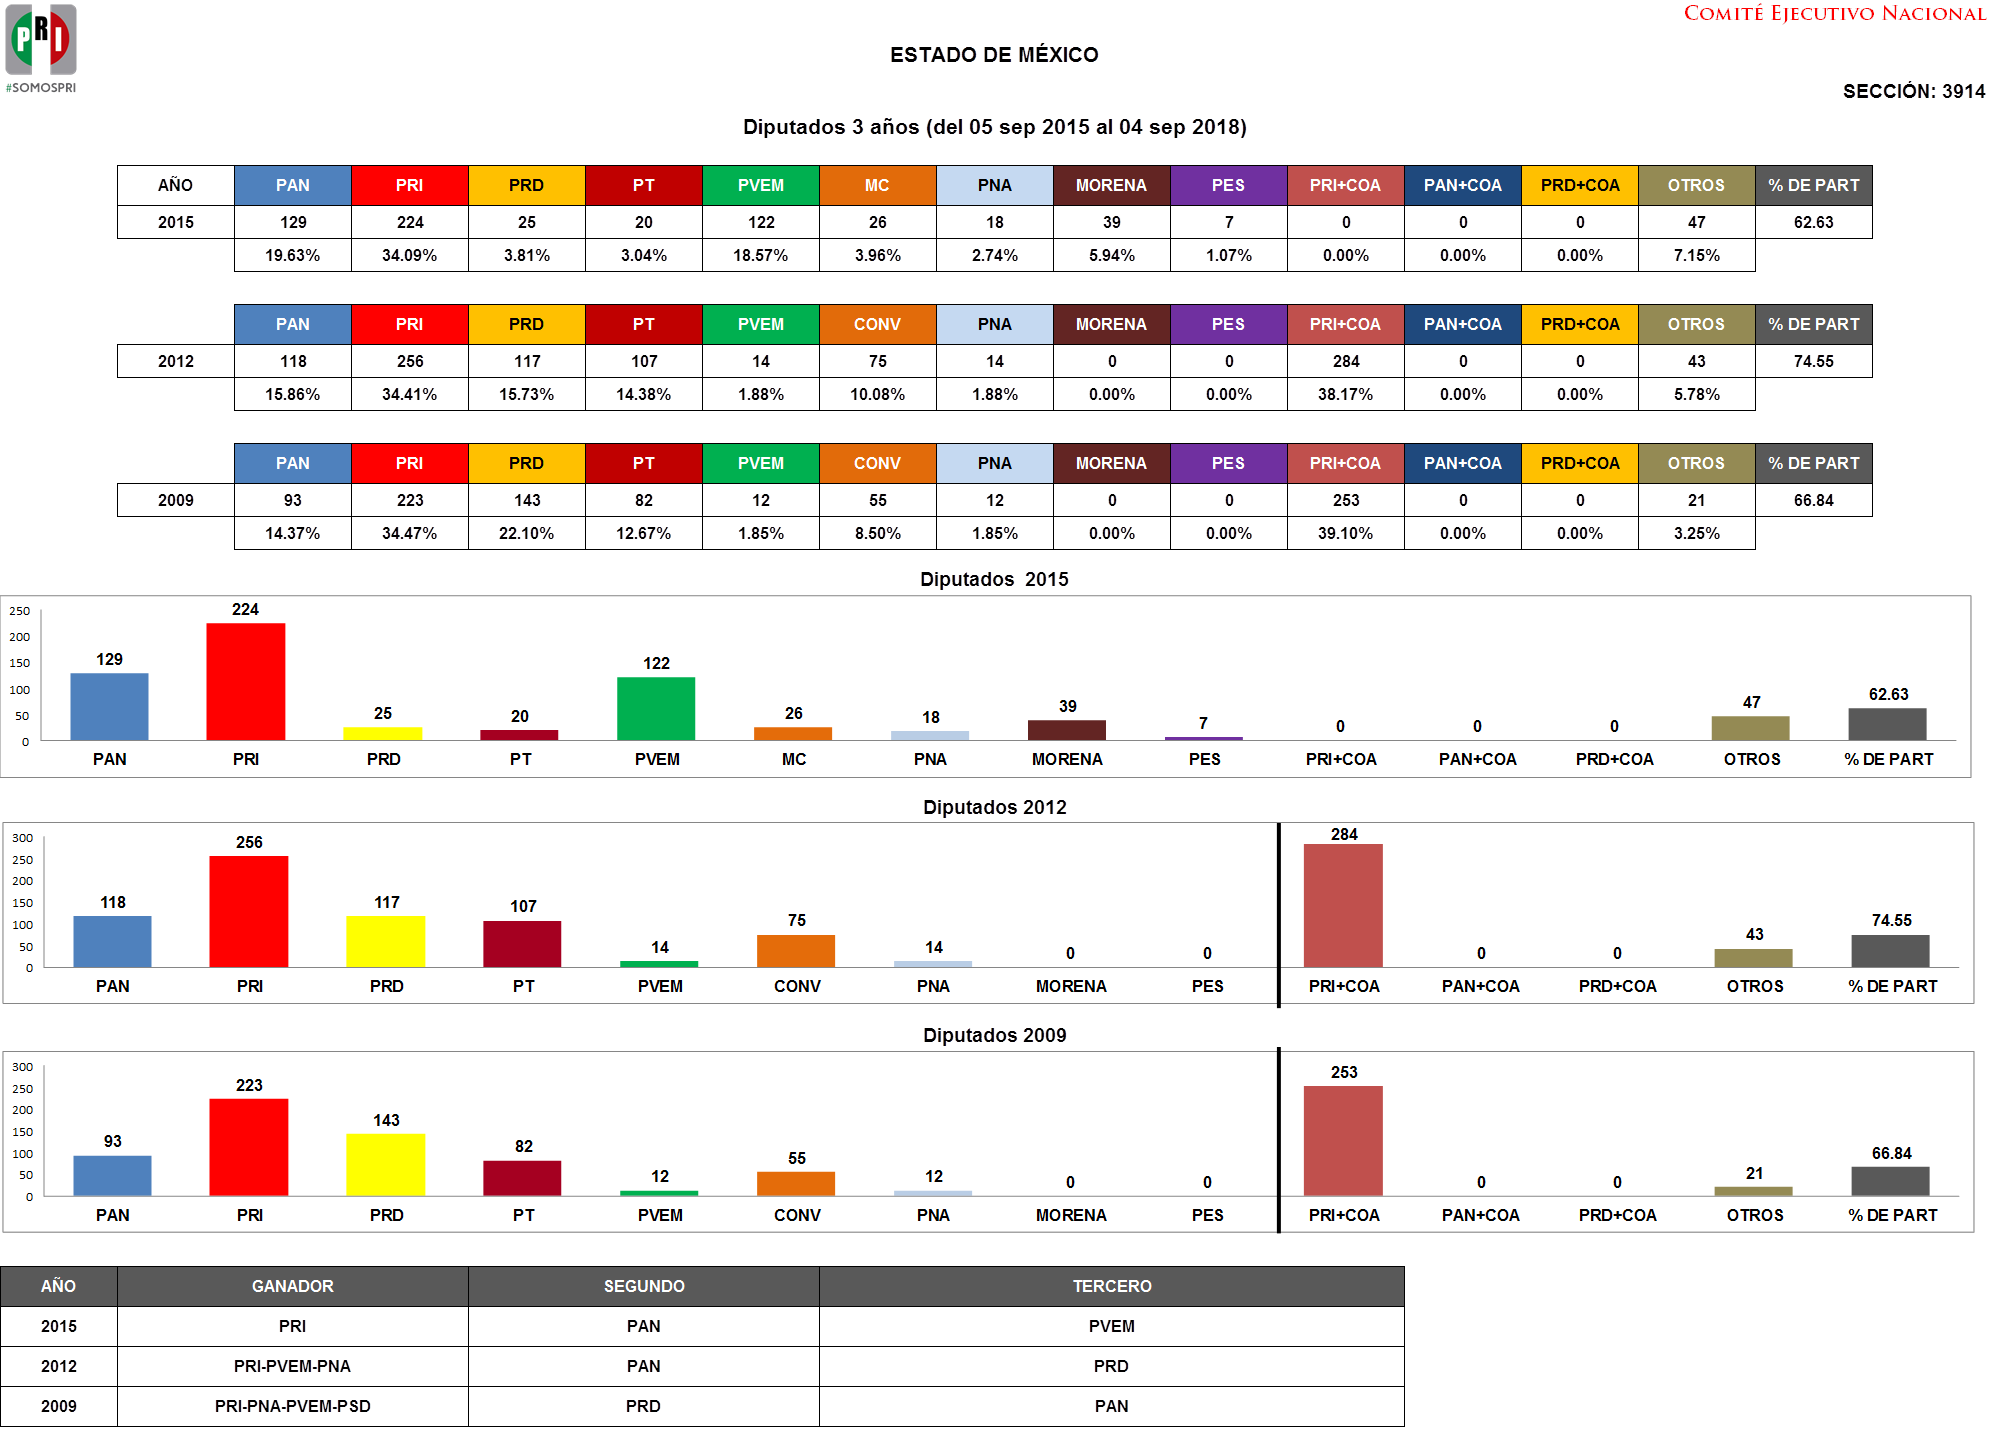 PRI
#SOMOSPRI
COMITÉ EJECUTIVO NACIONAL
ESTADO DE MÉXICO
SECCIÓN: 3914
Diputados 3 años (del 05 sep 2015 al 04 sep 2018)
AÑO PAN PRI PRD PT PVEM MC PNA MORENA PES PRI+COA PAN+COA PRD+COA OTROS % DE PART
2015 129 224 25 20 122 26 18 39 7 0 0 0 47 62.63
19.63% 34.09% 3.81% 3.04% 18.57% 3.96% 2.74% 5.94% 1.07% 0.00% 0.00% 0.00% 7.15%
PAN PRI PRD PT PVEM CONV PNA MORENA PES PRI+COA PAN+COA PRD+COA OTROS % DE PART
2012 118 256 117 107 14 75 14 0 0 284 0 0 43 74.55
15.86% 34.41% 15.73% 14.38% 1.88% 10.08% 1.88% 0.00% 0.00% 38.17% 0.00% 0.00% 5.78%
PAN PRI PRD PT PVEM CONV PNA MORENA PES PRI+COA PAN+COA PRD+COA OTROS % DE PART
2009 93 223 143 82 12 55 12 0 0 253 0 0 21 66.84
14.37% 34.47% 22.10% 12.67% 1.85% 8.50% 1.85% 0.00% 0.00% 39.10% 0.00% 0.00% 3.25%
Diputados 2015
250
200
150
100
50
0
129 224 25 20 122 26 18 39 7 0 0 0 47 62.63
PAN PRI PRD PT PVEM MC PNA MORENA PES PRI+COA PAN+COA PRD+COA OTROS % DE PART
Diputados 2012
300
250
200
150
100
50
0
118 256 117 107 14 75 14 0 0 284 0 0 43 74.55
PAN PRI PRD PT PVEM CONV PNA MORENA PES PRI+COA PAN+COA PRD+COA OTROS % DE PART
Diputados 2009
300
250
200
150
100
50
0
93 223 143 82 12 55 12 0 0 253 0 0 21 66.84
PAN PRI PRD PT PVEM CONV PNA MORENA PES PRI+COA PAN+COA PRD+COA OTROS % DE PART
AÑO GANADOR SEGUNDO TERCERO
2015 PRI PAN PVEM
2012 PRI-PVEM-PNA PAN PRD
2009 PRI-PNA-PVEM-PSD PRD PAN